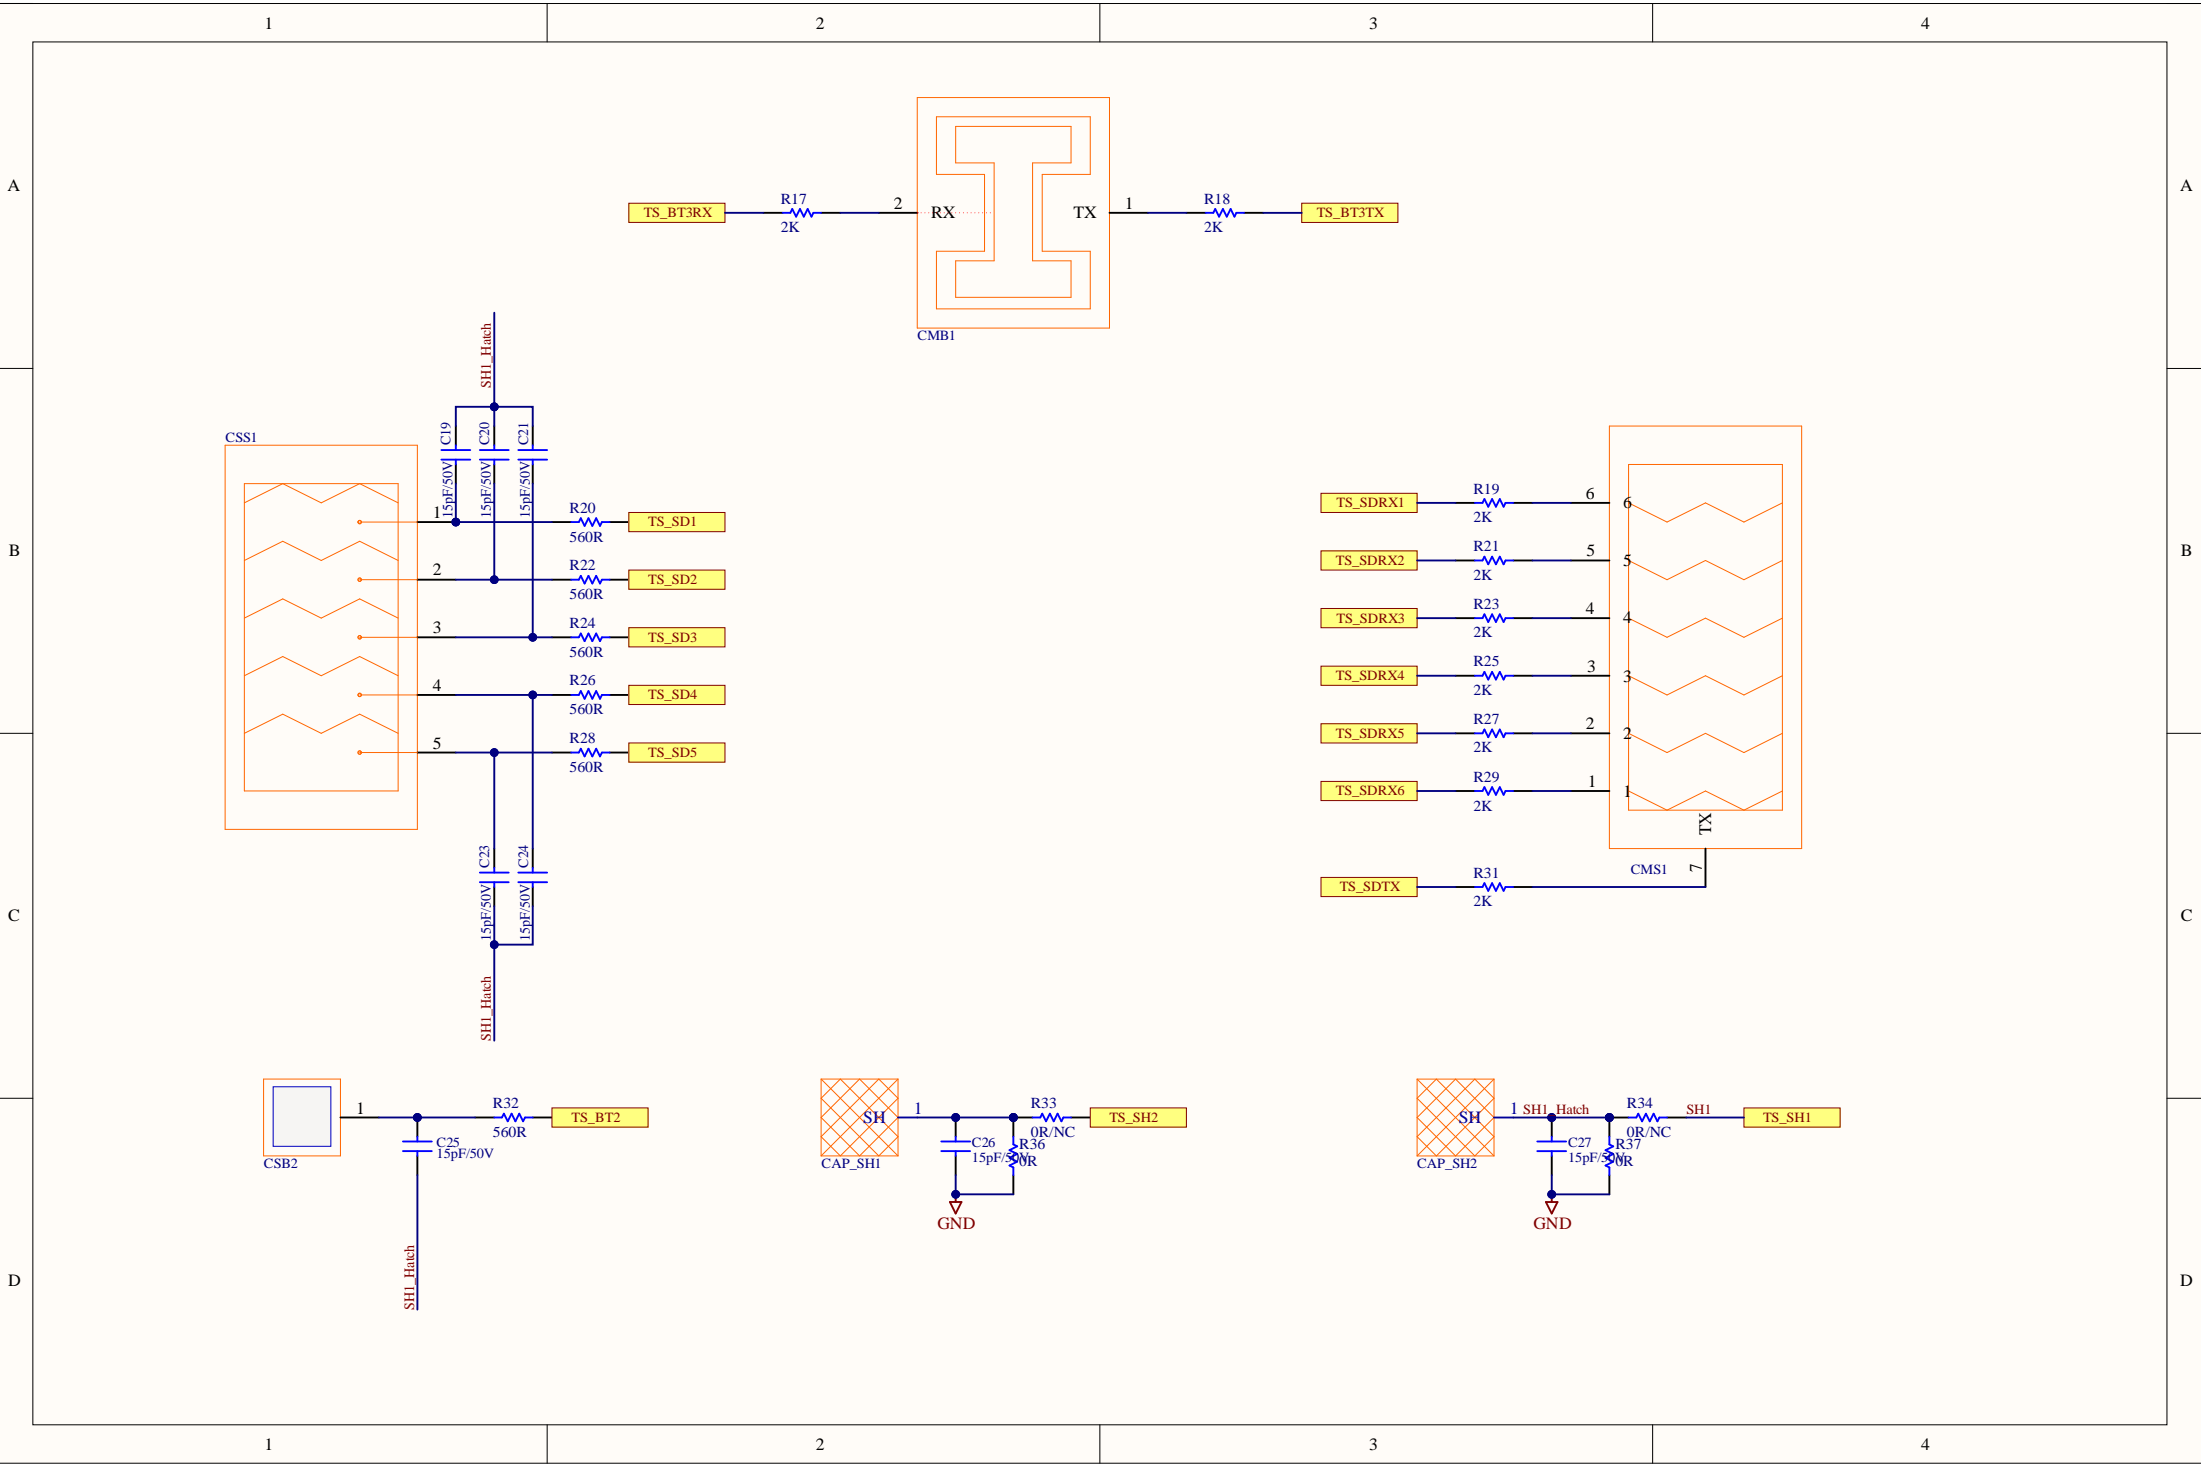 1 2 3 4
A A
R17 R18
TS_BT3RX 2 RX TX 1 TS_BT3TX
2K 2K
CMB1
SH1_Hatch
C19 C20 C21
CSS1
15pF/50V 15pF/50V 15pF/50V
R19
TS_SDRX1 6 6
2K
R20
1 TS_SD1
560R
B B
R21
TS_SDRX2 5 5
2K
R22
2 TS_SD2
560R
R23
TS_SDRX3 4 4
2K
R24
3 TS_SD3
560R
R25
TS_SDRX4 3 3
2K
R26
4 TS_SD4
560R
R27
TS_SDRX5 2 2
2K
R28
5 TS_SD5
560R
R29
TS_SDRX6 1 1
2K
TX
C23 C24
15pF/50V 15pF/50V
R31 CMS1 7
TS_SDTX
2K
C C
SH1_Hatch
R32
1 TS_BT2
560R
C25
15pF/50V
CSB2
SH1_Hatch
R33
SH 1 TS_SH2
0R/NC
C26 R36
15pF/50V 0R
CAP_SH1
GND
R34
SH 1 SH1_Hatch SH1 TS_SH1
0R/NC
C27 R37
15pF/50V 0R
CAP_SH2
GND
D D
1 2 3 4